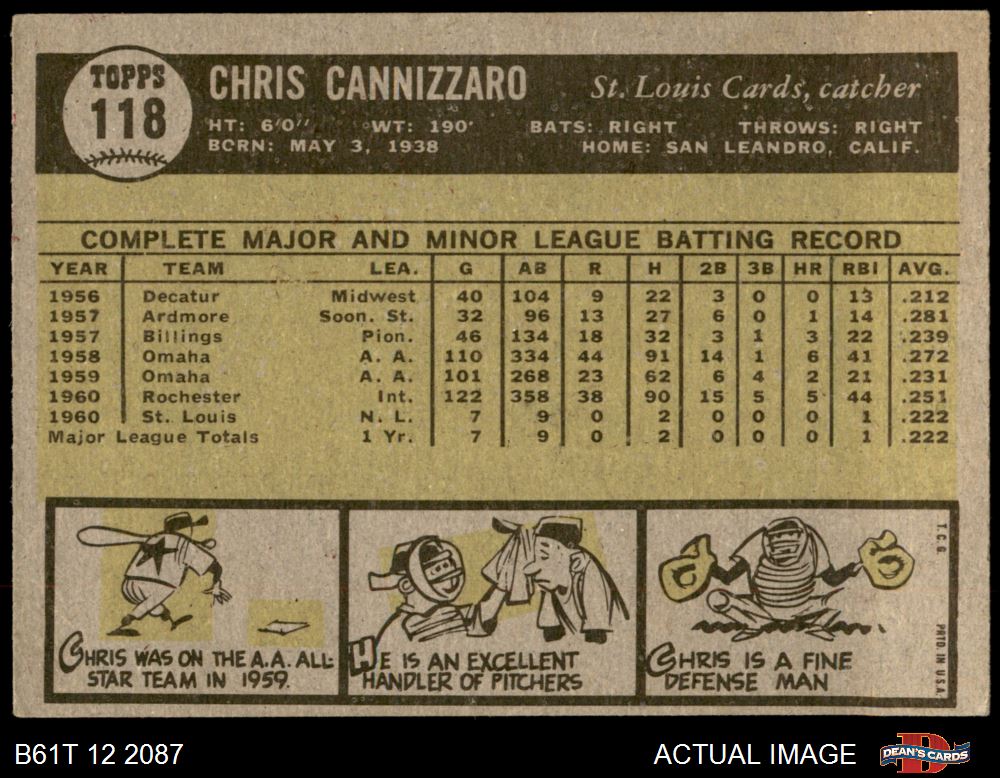 TOPPS
118
CHRIS CANNIZZARO St. Louis Cards, catcher
HT: 6'0" WT: 190' BATS: RIGHT THROWS: RIGHT
BORN: MAY 3, 1938 HOME: SAN LEANDRO, CALIF.
COMPLETE MAJOR AND MINOR LEAGUE BATTING RECORD
YEAR TEAM LEA. G AB R H 2B 3B HR RBI AVG.
1956 Decatur Midwest 40 104 9 22 3 0 0 13 .212
1957 Ardmore Soon. St. 32 96 13 27 6 0 1 14 .281
1957 Billings Pion. 46 134 18 32 3 1 3 22 .239
1958 Omaha A. A. 110 334 44 91 14 1 6 41 .272
1959 Omaha A. A. 101 268 23 62 6 4 2 21 .231
1960 Rochester Int. 122 358 38 90 15 5 5 44 .251
1960 St. Louis N. L. 7 9 0 2 0 0 0 1 .222
Major League Totals 1 Yr. 7 9 0 2 0 0 0 1 .222
CHRIS WAS ON THE A.A. ALL-
STAR TEAM IN 1959.
HE IS AN EXCELLENT
HANDLER OF PITCHERS
CHRIS IS A FINE
DEFENSE MAN
T.C.G. PRTD. IN U.S.A.
B61T 12 2087 ACTUAL IMAGE DEAN'S CARDS